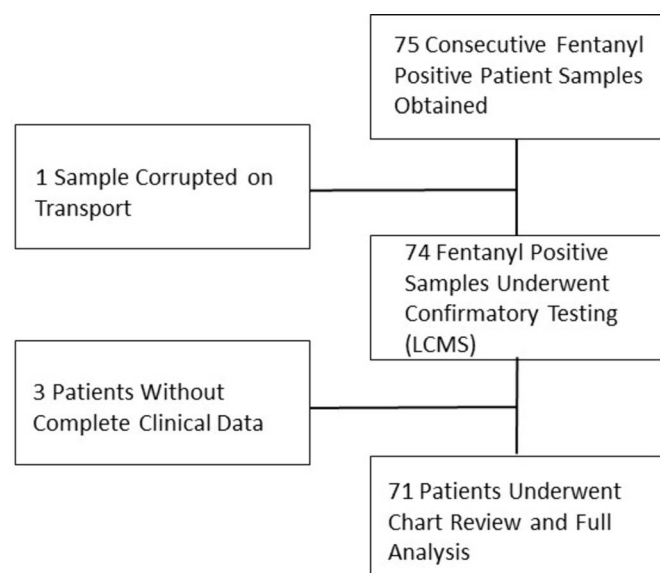 75 Consecutive Fentanyl
Positive Patient Samples
Obtained
1 Sample Corrupted on
Transport
74 Fentanyl Positive
Samples Underwent
Confirmatory Testing
(LCMS)
3 Patients Without
Complete Clinical Data
71 Patients Underwent
Chart Review and Full
Analysis